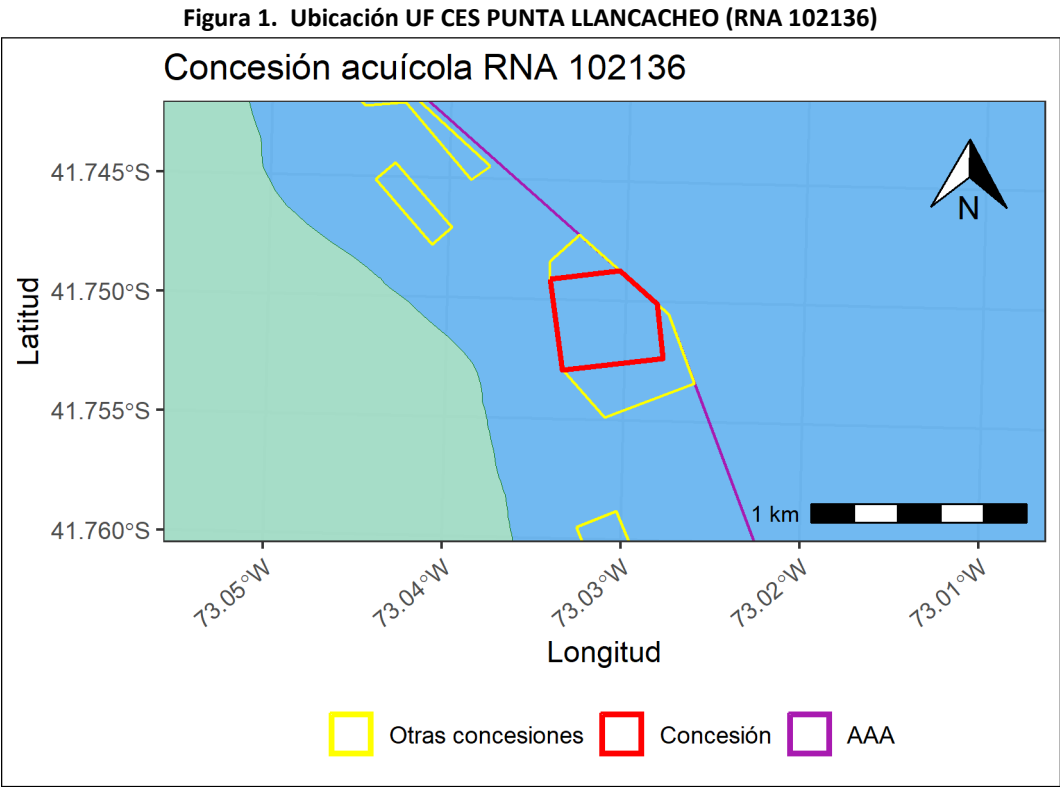 Figura 1. Ubicación UF CES PUNTA LLANCACHEO (RNA 102136)
Concesión acuícola RNA 102136
41.745°S
41.750°S
41.755°S
41.760°S
Latitud
N
1 km
73.05°W
73.04°W
73.03°W
73.02°W
73.01°W
Longitud
Otras concesiones
Concesión
AAA